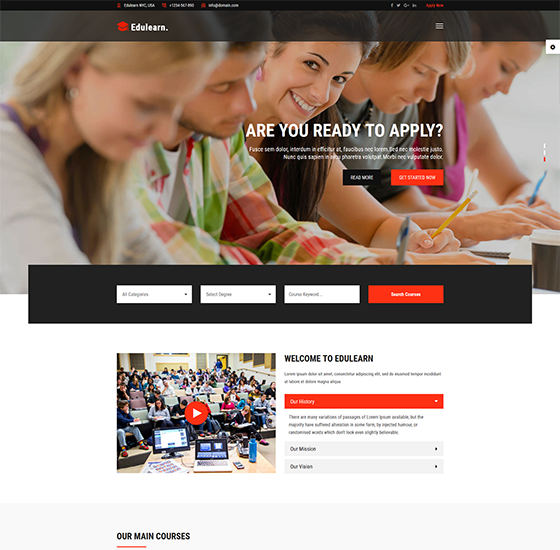 Edulearn NYC, USA +1234-567-890 info@domain.com Apply Now
Edulearn.
ARE YOU READY TO APPLY?
Fusce sem dolor, interdum in efficitur at, faucibus nec lorem.Sed nec molestie justo.
Nunc quis sapien in arcu pharetra volutpat.Morbi nec vulputate dolor.
READ MORE GET STARTED NOW
All Categories Select Degree Course Keyword... Search Courses
WELCOME TO EDULEARN
Lorem ipsum dolor sit amet, consectetur adipiscing elit, sed eiusmod tempor incididunt
ut labore et dolore magna aliqua
Our History
There are many variations of passages of Lorem Ipsum available, but the
majority have suffered alteration in some form, by injected humour, or
randomised words which don't look even slightly believable.
Our Mission
Our Vision
OUR MAIN COURSES